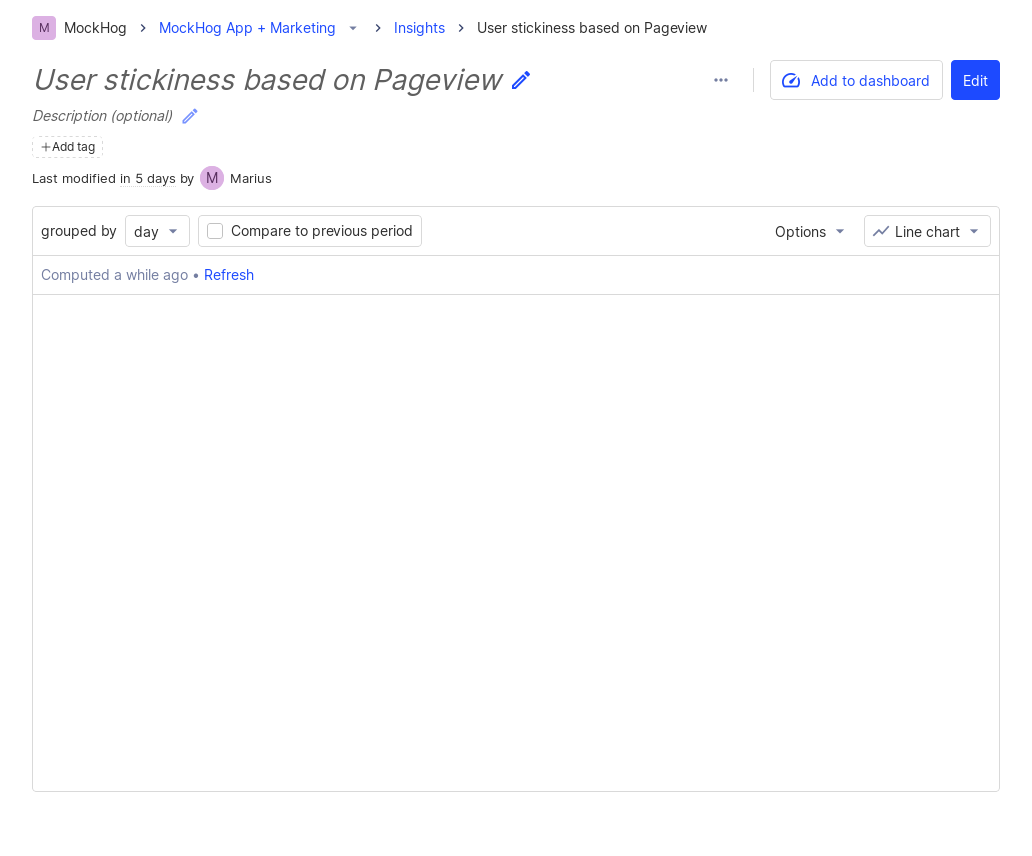 M MockHog MockHog App + Marketing Insights User stickiness based on Pageview
User stickiness based on Pageview
Add to dashboard Edit
Description (optional)
Add tag
Last modified in 5 days by M Marius
grouped by day Compare to previous period Options Line chart
Computed a while ago • Refresh